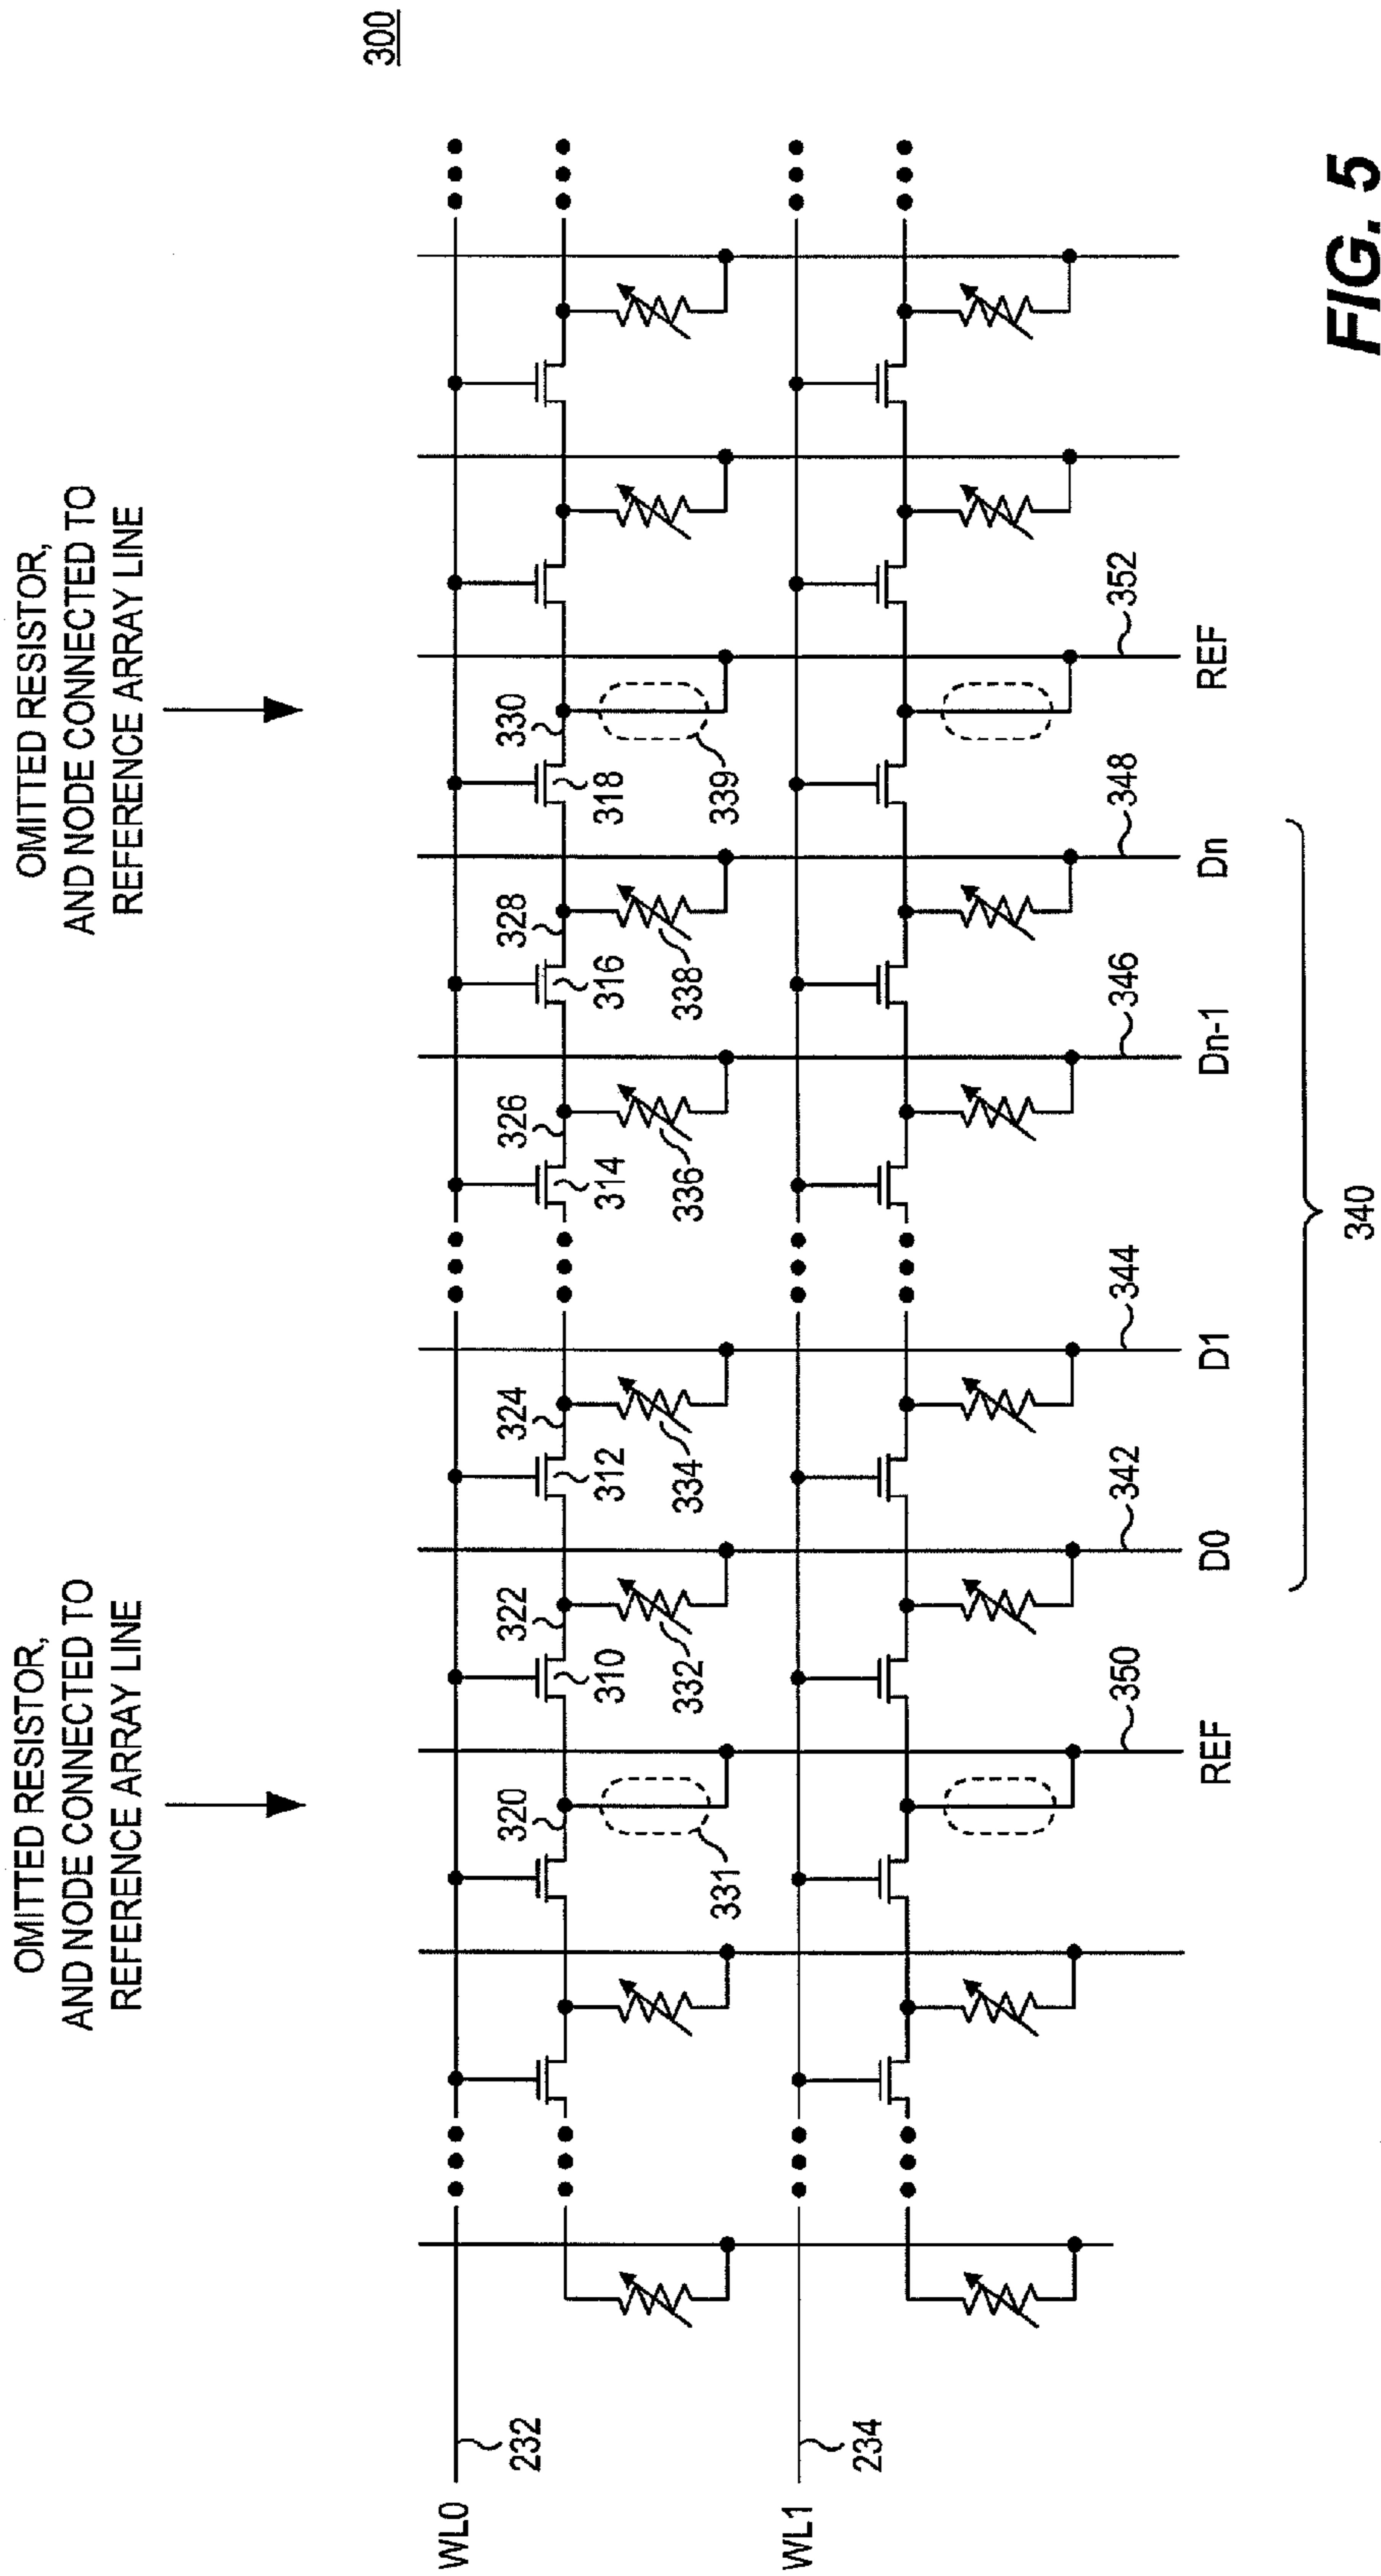 300
OMITTED RESISTOR,
AND NODE CONNECTED TO
REFERENCE ARRAY LINE
OMITTED RESISTOR,
AND NODE CONNECTED TO
REFERENCE ARRAY LINE
WL0
232
320
322
324
326
328
330
310
312
314
316
318
331
332
334
336
338
339
WL1
234
350
342
344
346
348
352
REF
D0
D1
Dn-1
Dn
REF
340
FIG. 5